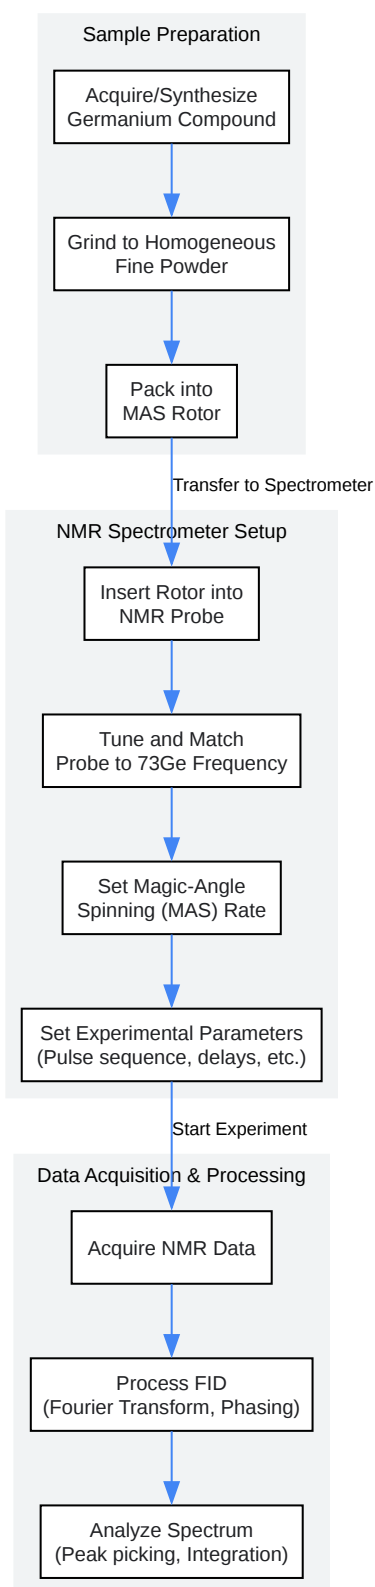 Sample Preparation
Acquire/Synthesize
Germanium Compound
Grind to Homogeneous
Fine Powder
Pack into
MAS Rotor
Transfer to Spectrometer
NMR Spectrometer Setup
Insert Rotor into
NMR Probe
Tune and Match
Probe to 73Ge Frequency
Set Magic-Angle
Spinning (MAS) Rate
Set Experimental Parameters
(Pulse sequence, delays, etc.)
Start Experiment
Data Acquisition & Processing
Acquire NMR Data
Process FID
(Fourier Transform, Phasing)
Analyze Spectrum
(Peak picking, Integration)